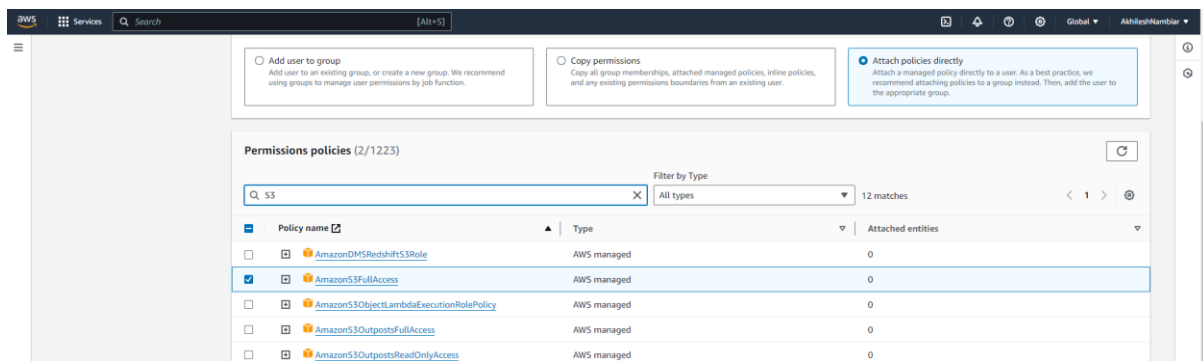 aws Services Search [Alt+S] Global AkhileshNambiar
Add user to group
Add user to an existing group, or create a new group. We recommend
using groups to manage user permissions by job function.
Copy permissions
Copy all group memberships, attached managed policies, inline policies,
and any existing permissions boundaries from an existing user.
Attach policies directly
Attach a managed policy directly to a user. As a best practice, we
recommend attaching policies to a group instead. Then, add the user to
the appropriate group.
Permissions policies (2/1223)
Filter by Type
S3 All types 12 matches 1
Policy name Type Attached entities
AmazonDMSRedshiftS3Role AWS managed 0
AmazonS3FullAccess AWS managed 0
AmazonS3ObjectLambdaExecutionRolePolicy AWS managed 0
AmazonS3OutpostsFullAccess AWS managed 0
AmazonS3OutpostsReadOnlyAccess AWS managed 0